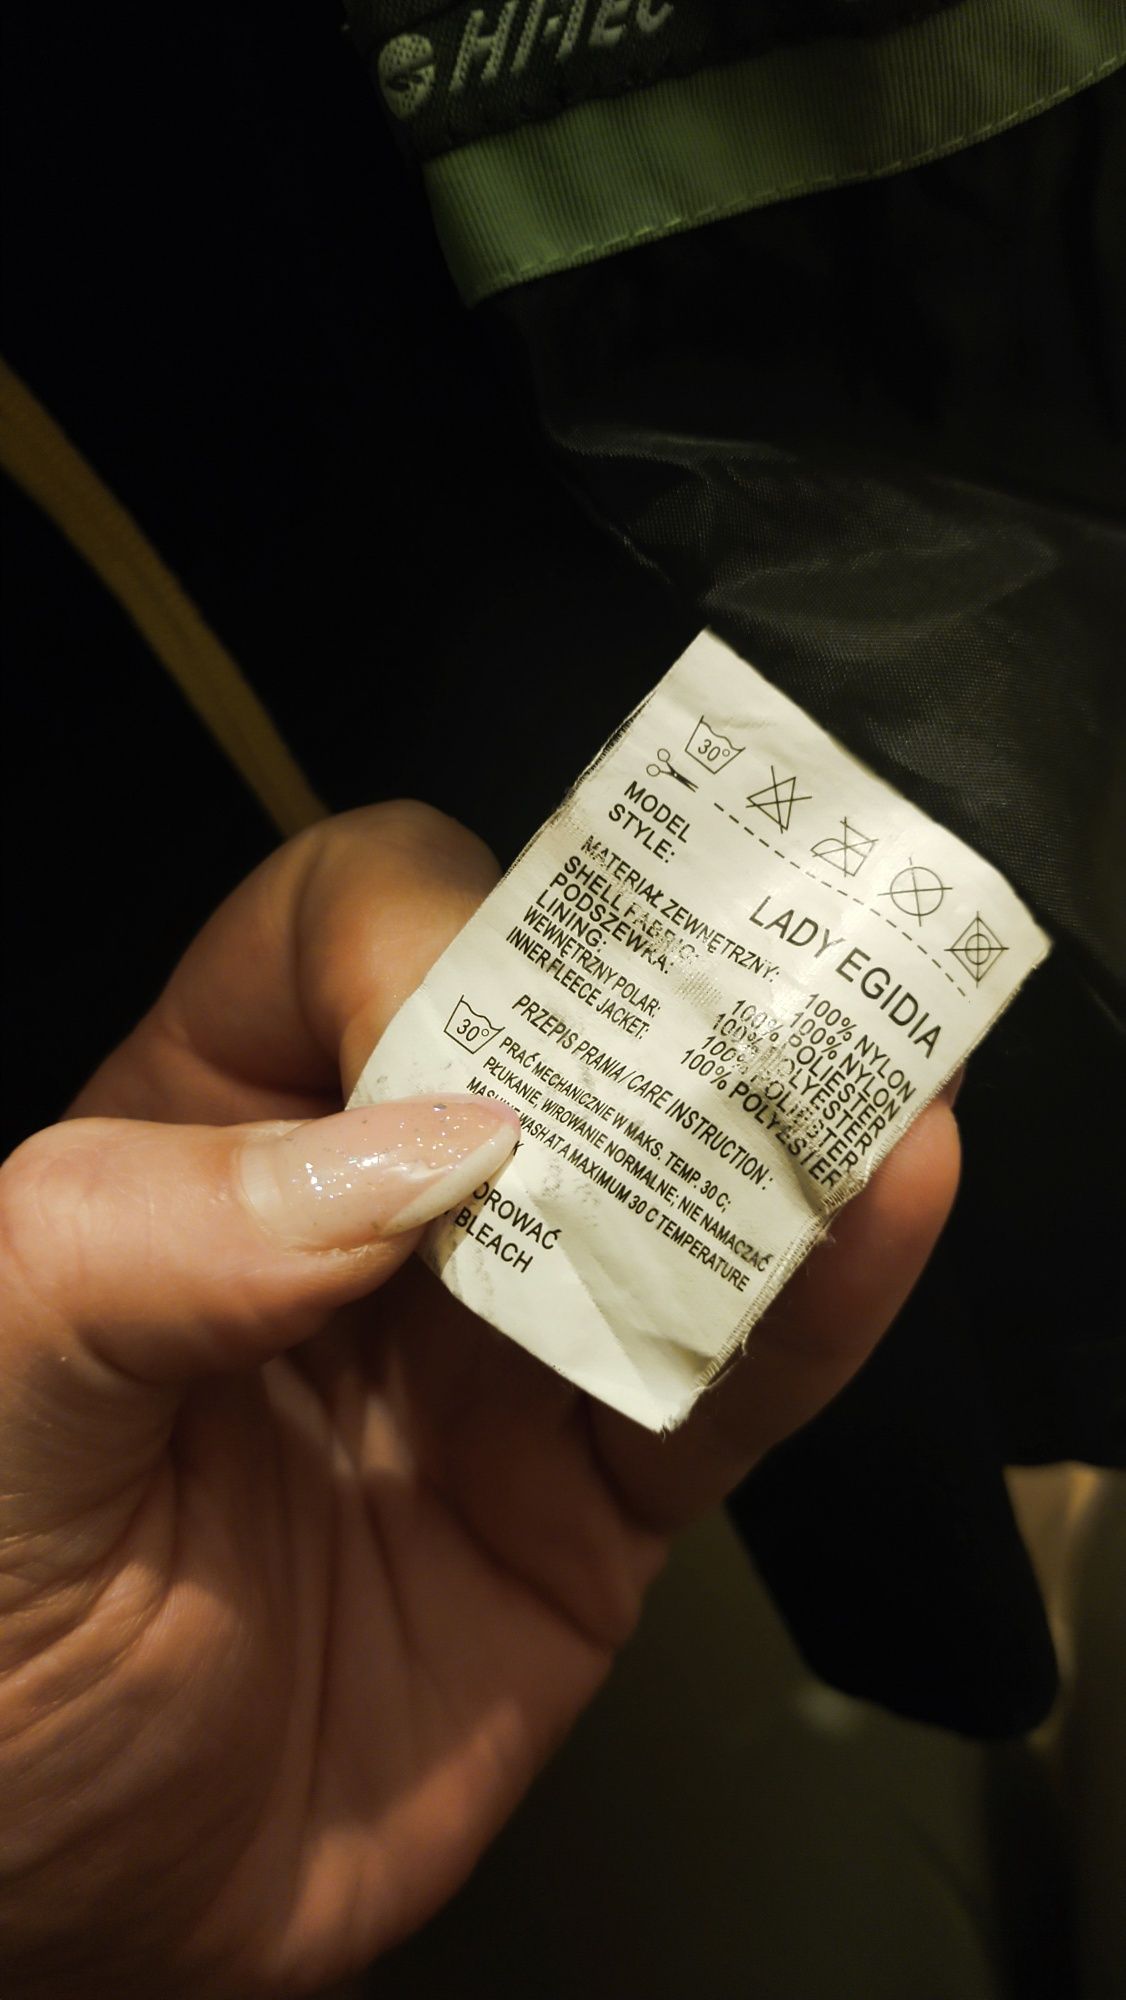 HI-TEC
30°
MODEL
STYLE:
LADY EGIDIA
MATERIAŁ ZEWNĘTRZNY: 100% NYLON
SHELL FABRIC: 100% NYLON
PODSZEWKA: 100% POLIESTER
LINING: 100% POLYESTER
WEWNĘTRZNY POLAR: 100% POLIESTER
INNER FLEECE JACKET: 100% POLYESTER
PRZEPIS PRANIA / CARE INSTRUCTION:
30°
PRAĆ MECHANICZNIE W MAKS. TEMP. 30 C;
PŁUKANIE, WIROWANIE NORMALNE; NIE NAMACZAĆ
MACHINE WASH AT A MAXIMUM 30 C TEMPERATURE
BLEACH